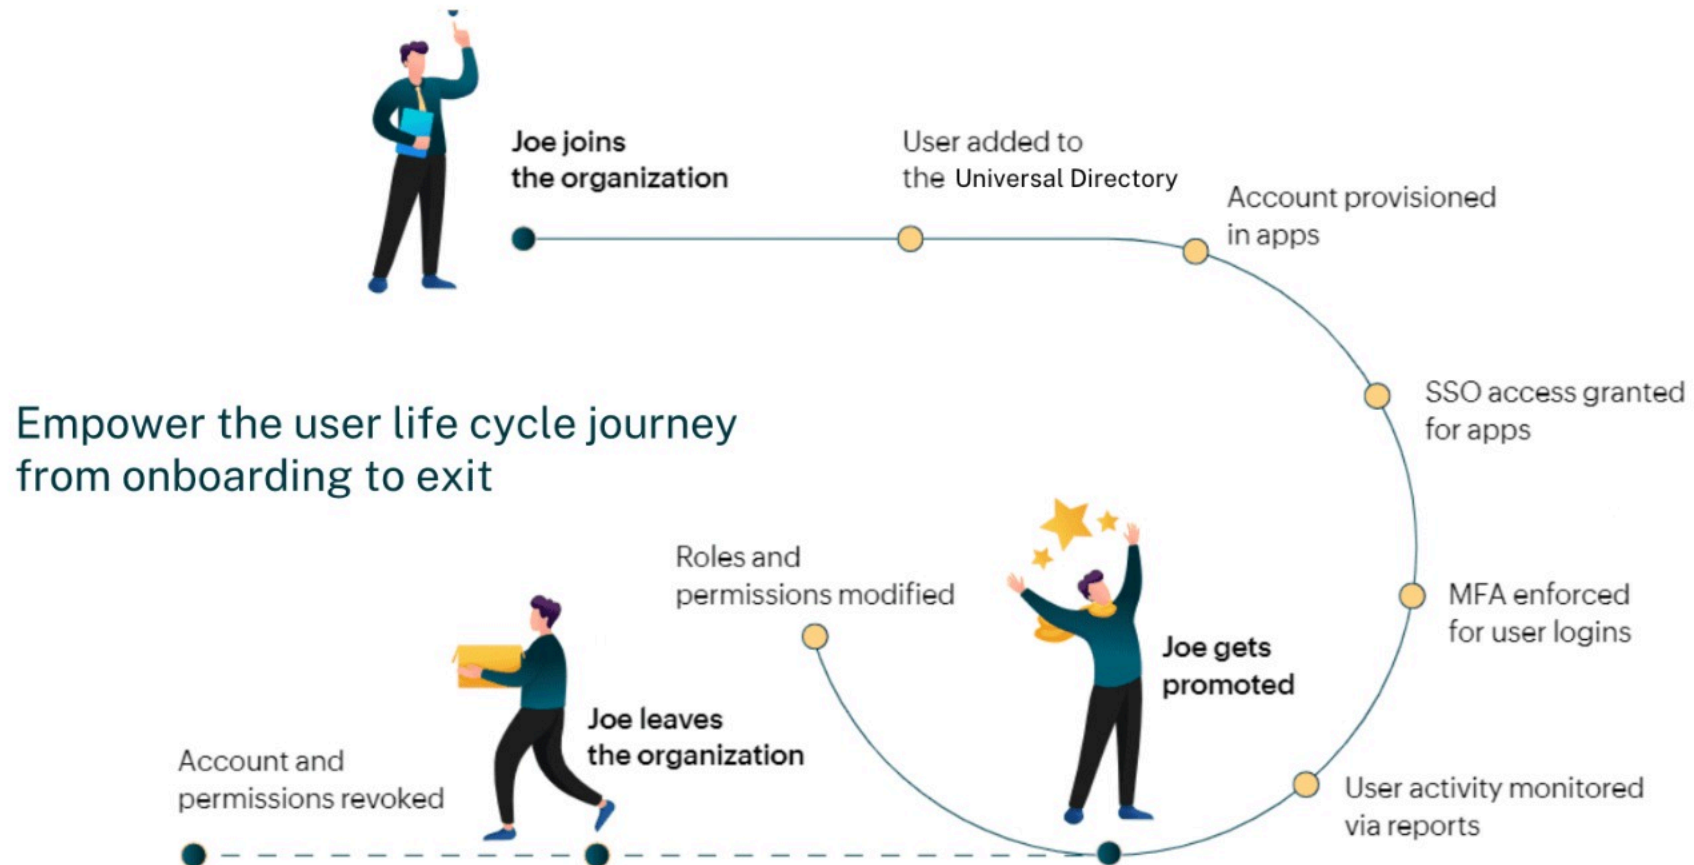 Joe joins
the organization
User added to
the Universal Directory
Account provisioned
in apps
SSO access granted
for apps
Empower the user life cycle journey
from onboarding to exit
MFA enforced
for user logins
User activity monitored
via reports
Joe gets
promoted
Roles and
permissions modified
Joe leaves
the organization
Account and
permissions revoked